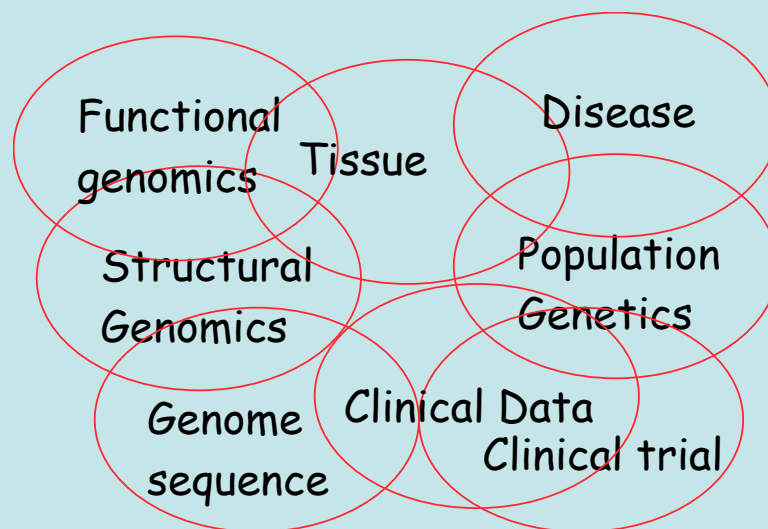 Functional
genomics
Tissue
Disease
Structural
Genomics
Population
Genetics
Genome
sequence
Clinical Data
Clinical trial